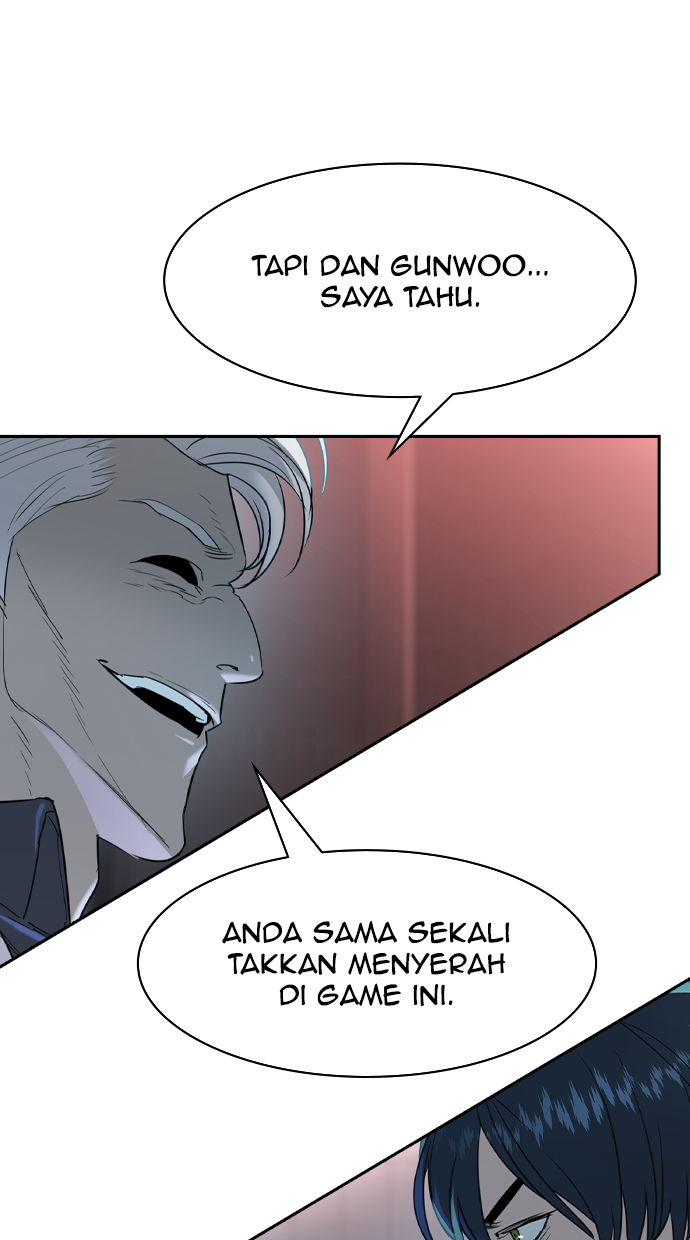 TAPI DAN GUNWOO...
SAYA TAHU.
ANDA SAMA SEKALI
TAKKAN MENYERAH
DI GAME INI.